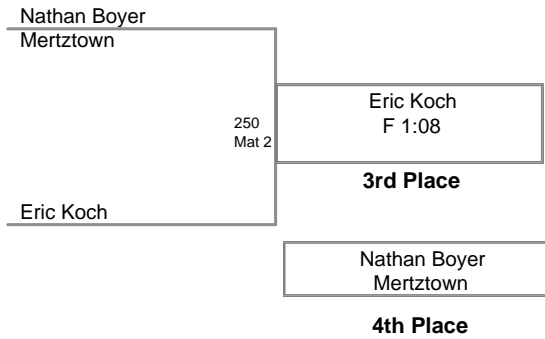 Nathan Boyer
Mertztown
Eric Koch
F 1:08
250
Mat 2
3rd Place
Eric Koch
Nathan Boyer
Mertztown
4th Place